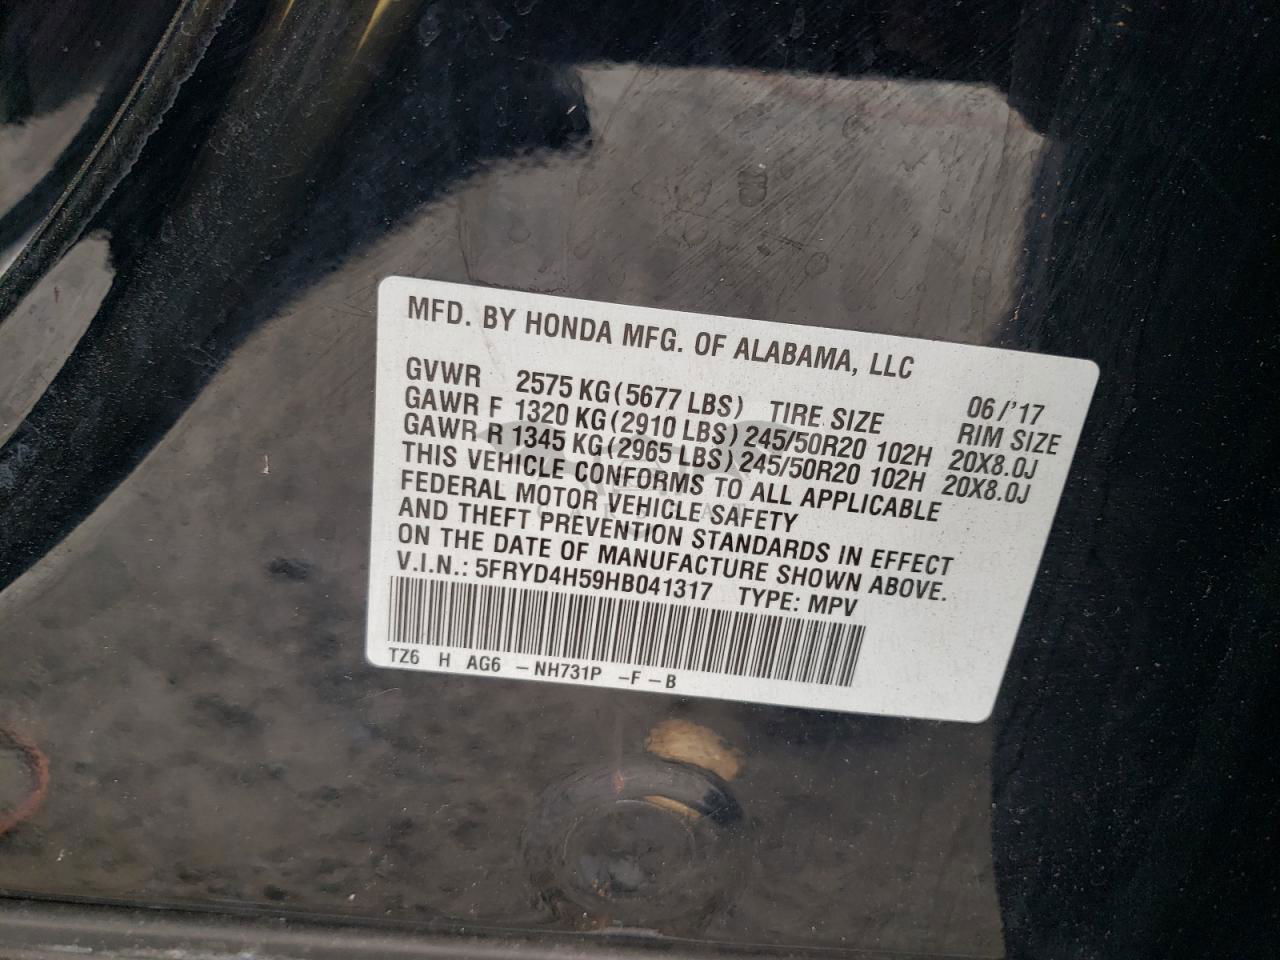 MFD. BY HONDA MFG. OF ALABAMA, LLC
06/'17
GVWR 2575 KG (5677 LBS) TIRE SIZE RIM SIZE
GAWR F 1320 KG (2910 LBS) 245/50R20 102H 20X8.0J
GAWR R 1345 KG (2965 LBS) 245/50R20 102H 20X8.0J
THIS VEHICLE CONFORMS TO ALL APPLICABLE
FEDERAL MOTOR VEHICLE SAFETY
AND THEFT PREVENTION STANDARDS IN EFFECT
ON THE DATE OF MANUFACTURE SHOWN ABOVE.
V.I.N.: 5FRYD4H59HB041317 TYPE: MPV
TZ6 H AG6 -NH731P -F -B